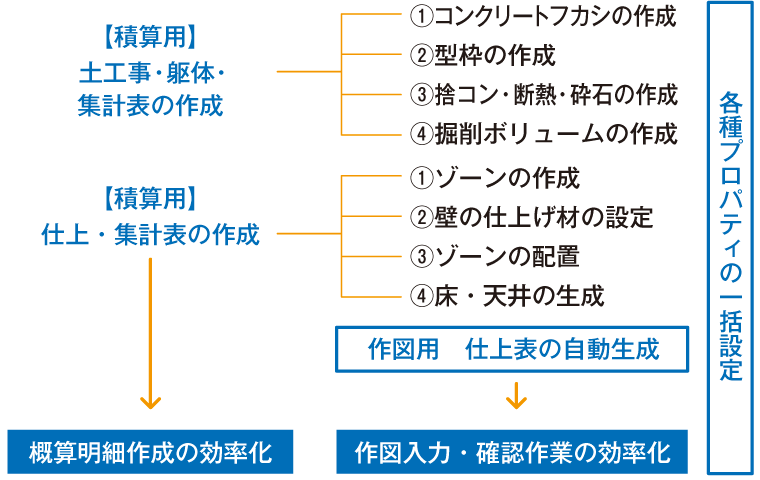 【積算用】
土工事・躯体・
集計表の作成
①コンクリートフカシの作成
②型枠の作成
③捨コン・断熱・砕石の作成
④掘削ボリュームの作成
【積算用】
仕上・集計表の作成
①ゾーンの作成
②壁の仕上げ材の設定
③ゾーンの配置
④床・天井の生成
作図用　仕上表の自動生成
概算明細作成の効率化
作図入力・確認作業の効率化
各種プロパティの一括設定